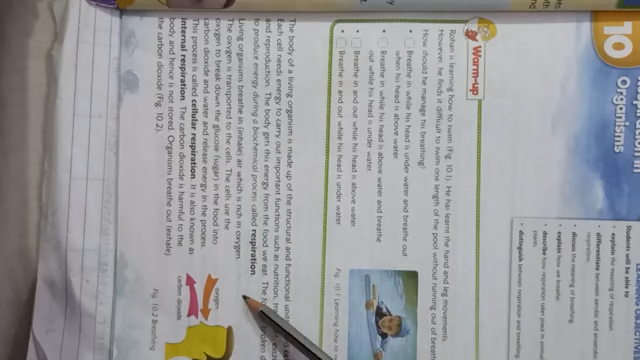 10
Organisms
Students will be able to
explain the meaning of respiration.
differentiate between aerobic and
respiration.
discuss the meaning of breathing.
explain how we breathe.
describe how respiration takes place in
plants.
distinguish between respiration and breathing
Warm-up
Rohan is learning how to swim (Fig. 10.1). He has learnt the hand and leg movements.
However, he finds it difficult to swim one length of the pool without running out of breath.
How should he manage his breathing?
Breathe in while his head is under water and breathe out
when his head is above water.
Breathe in while his head is above water and breathe
out while his head is under water.
Breathe in and out while his head is above water.
Breathe in and out while his head is under water.
Fig. 10.1 Learning how to
The body of a living organism is made up of the structural and functional
Each cell needs energy to carry out important functions such as nutrition,
and reproduction. The body gets this energy from the food we eat. The
to produce energy during a biochemical process called respiration.
Living organisms breathe in (inhale) air which is rich in oxygen.
The oxygen is transported to the cells. The cells use the
oxygen to break down the glucose (sugar) in the food into
carbon dioxide and water and release energy in the process.
This process is called cellular respiration. It is also known as
internal respiration. The carbon dioxide is harmful to the
body and hence is not stored. Organisms breathe out (exhale)
the carbon dioxide (Fig. 10.2).
oxygen
carbon dioxide
Fig. 10.2 Breathing